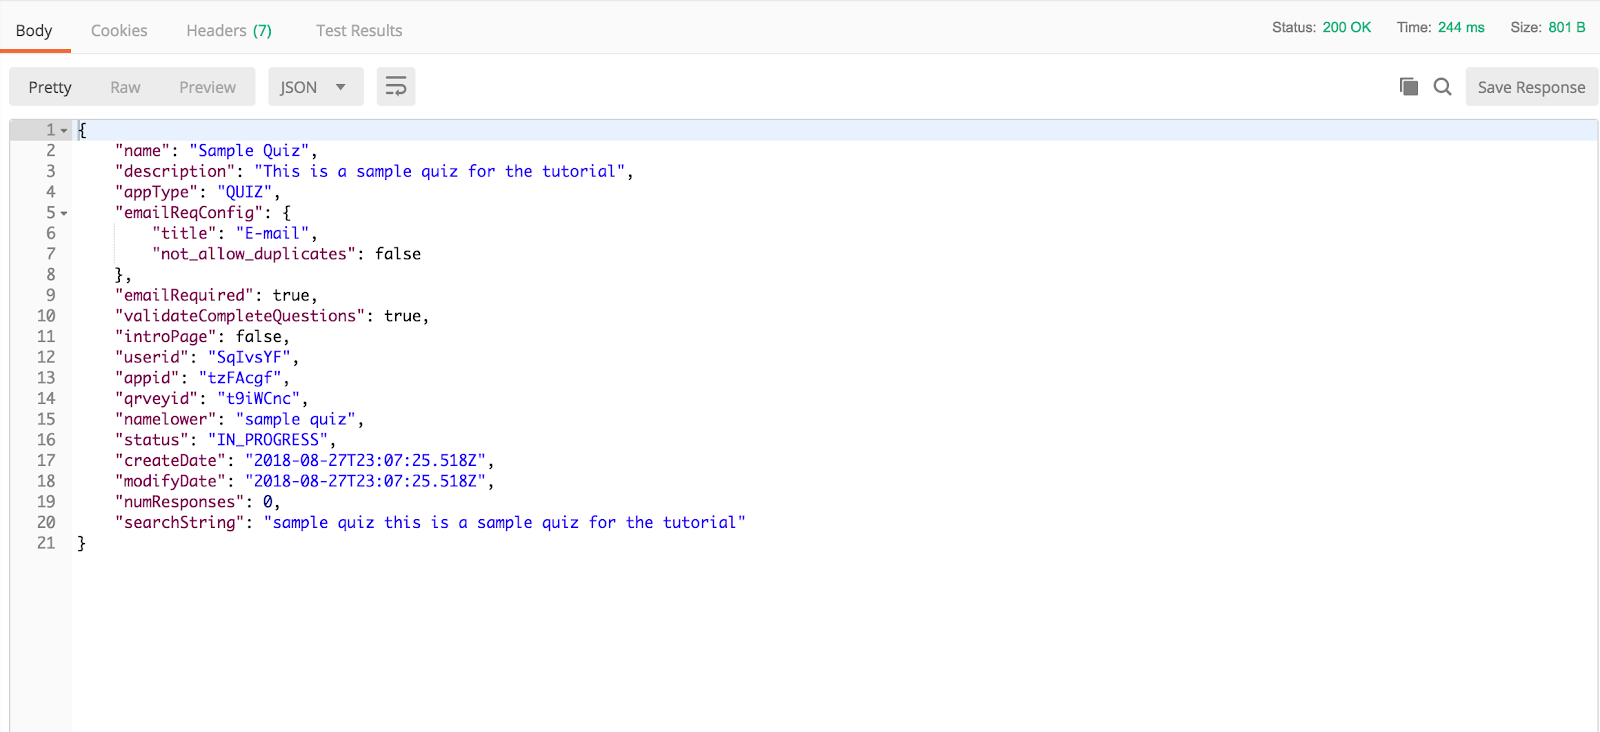 Body Cookies Headers (7) Test Results Status: 200 OK Time: 244 ms Size: 801 B
Pretty Raw Preview JSON Save Response
1 {
2 "name": "Sample Quiz",
3 "description": "This is a sample quiz for the tutorial",
4 "appType": "QUIZ",
5 "emailReqConfig": {
6 "title": "E-mail",
7 "not_allow_duplicates": false
8 },
9 "emailRequired": true,
10 "validateCompleteQuestions": true,
11 "introPage": false,
12 "userid": "SqIvsYF",
13 "appid": "tzFAcgf",
14 "qrveyid": "t9iWCnc",
15 "namelower": "sample quiz",
16 "status": "IN_PROGRESS",
17 "createDate": "2018-08-27T23:07:25.518Z",
18 "modifyDate": "2018-08-27T23:07:25.518Z",
19 "numResponses": 0,
20 "searchString": "sample quiz this is a sample quiz for the tutorial"
21 }